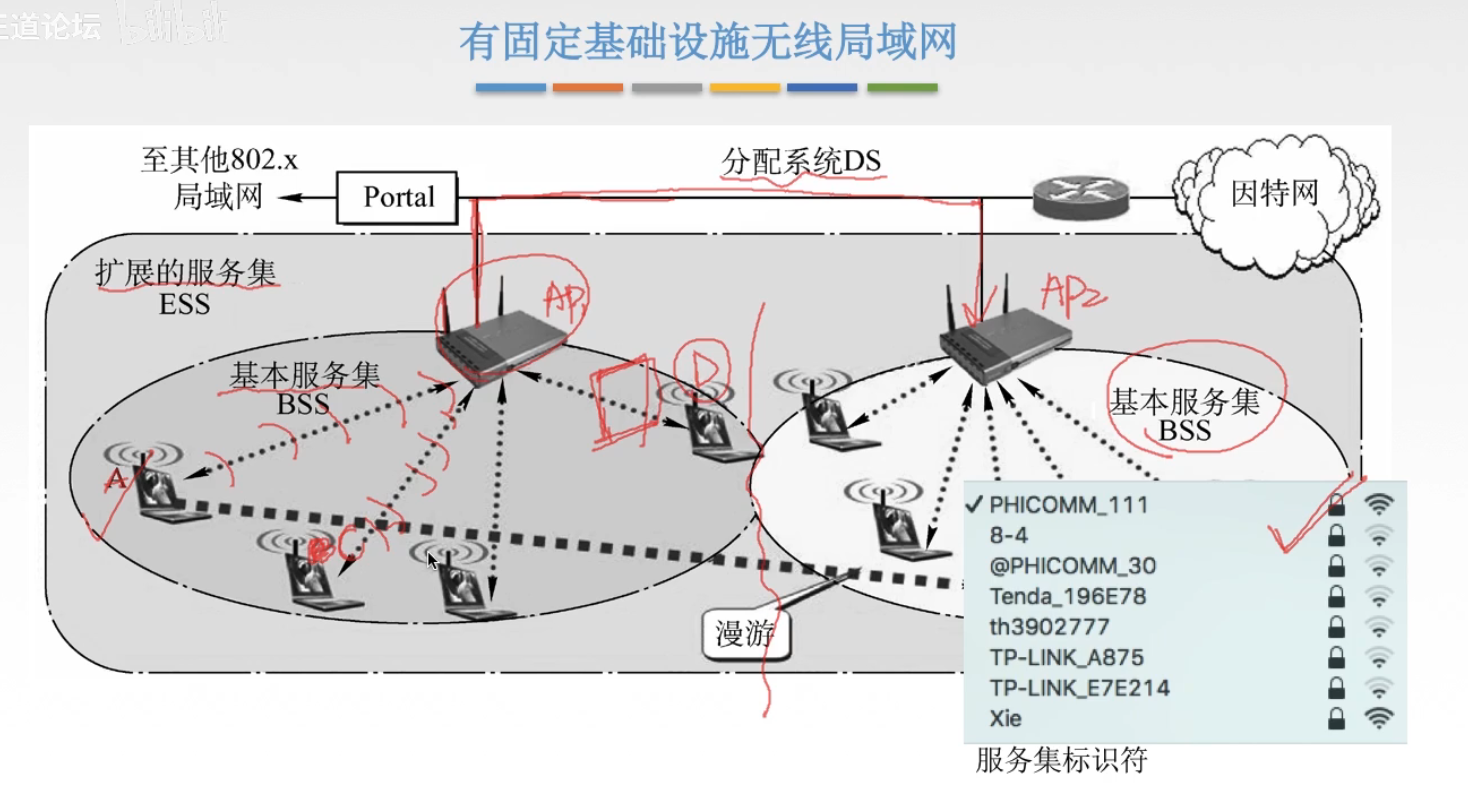 王道论坛 bilibili
有固定基础设施无线局域网
至其他802.x
局域网
Portal
分配系统DS
因特网
扩展的服务集
ESS
AP1
AP2
基本服务集
BSS
D
基本服务集
BSS
A
C
漫游
PHICOMM_111
8-4
@PHICOMM_30
Tenda_196E78
th3902777
TP-LINK_A875
TP-LINK_E7E214
Xie
服务集标识符